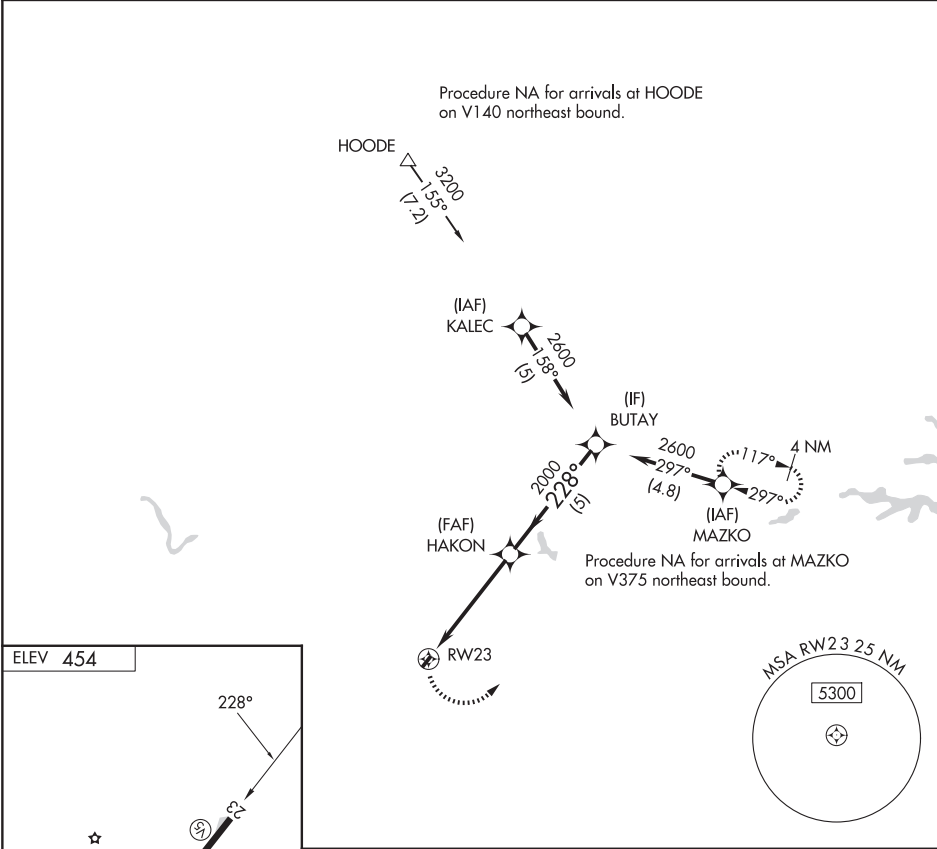 Procedure NA for arrivals at HOODE
on V140 northeast bound.
HOODE
3200
155°
(7.2)
(IAF)
KALEC
2600
158°
(5)
(IF)
BUTAY
2600
297°
(4.8)
117°
4 NM
297°
(IAF)
MAZKO
2000
228°
(5)
(FAF)
HAKON
Procedure NA for arrivals at MAZKO
on V375 northeast bound.
RW23
ELEV 454
228°
23
V5
MSA RW23 25 NM
5300